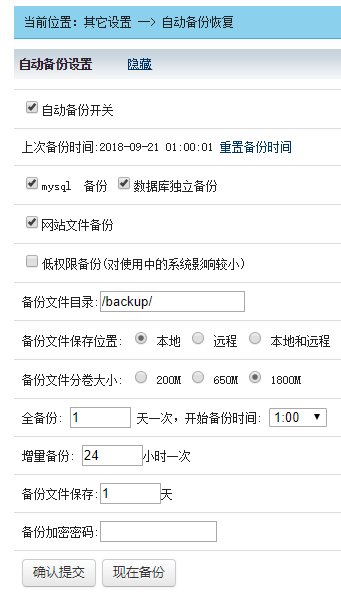 当前位置：其它设置 —> 自动备份恢复
自动备份设置 隐藏
自动备份开关
上次备份时间:2018-09-21 01:00:01 重置备份时间
mysql 备份 数据库独立备份
网站文件备份
低权限备份(对使用中的系统影响较小)
备份文件目录:/backup/
备份文件保存位置: 本地 远程 本地和远程
备份文件分卷大小: 200M 650M 1800M
全备份: 1 天一次，开始备份时间: 1:00
增量备份: 24小时一次
备份文件保存:1天
备份加密密码:
确认提交 现在备份